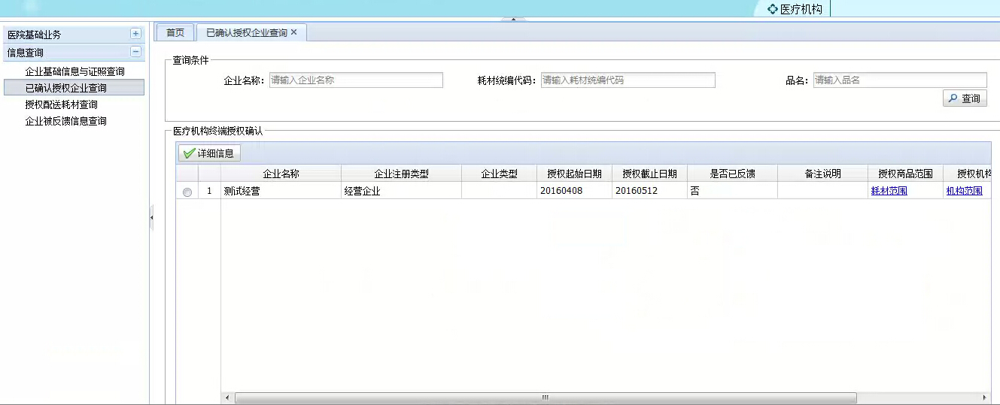 医疗机构
医院基础业务
信息查询
企业基础信息与证照查询
已确认授权企业查询
授权配送耗材查询
企业被反馈信息查询
首页 已确认授权企业查询
查询条件
企业名称: 请输入企业名称 耗材统编代码: 请输入耗材统编代码 品名: 请输入品名
查询
医疗机构终端授权确认
详细信息
企业名称 企业注册类型 企业类型 授权起始日期 授权截止日期 是否已反馈 备注说明 授权商品范围 授权机构
1 测试经营 经营企业 20160408 20160512 否 耗材范围 机构范围